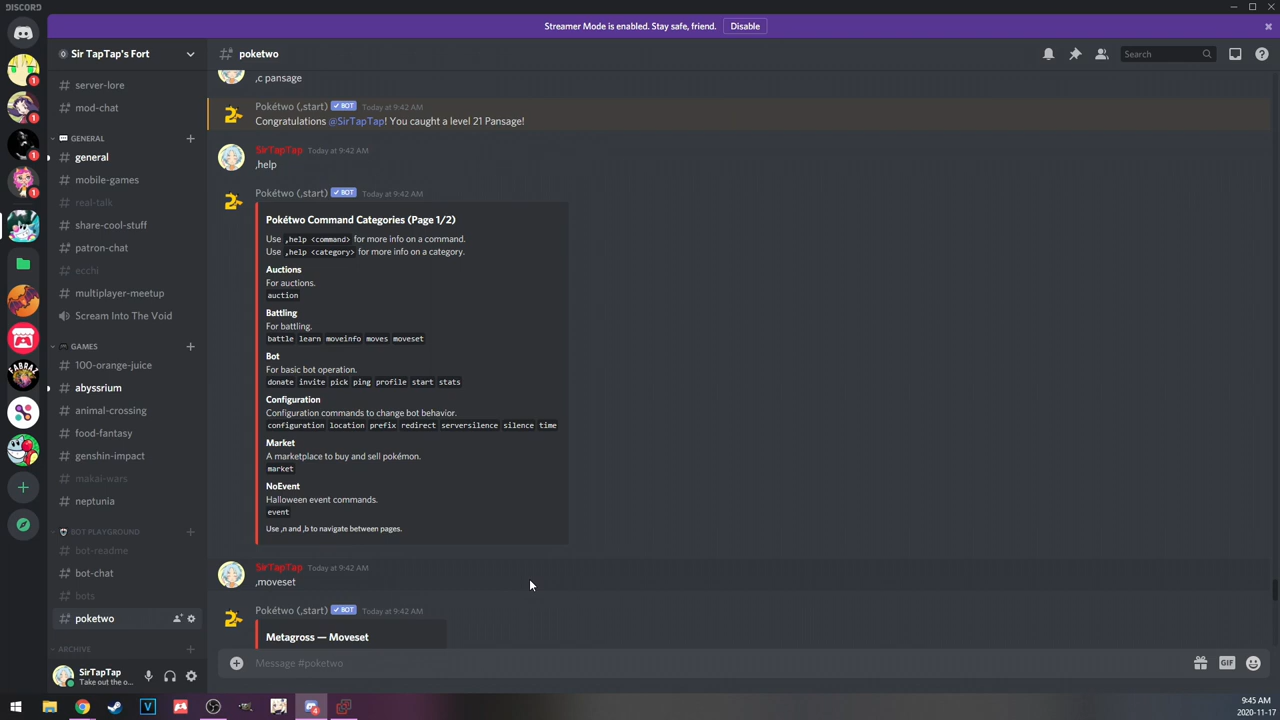 DISCORD
Streamer Mode is enabled. Stay safe, friend. Disable
Sir TapTap's Fort
poketwo
Search
server-lore
mod-chat
GENERAL
general
mobile-games
real-talk
share-cool-stuff
patron-chat
ecchi
multiplayer-meetup
Scream Into The Void
GAMES
100-orange-juice
abyssrium
animal-crossing
food-fantasy
genshin-impact
makai-wars
neptunia
BOT PLAYGROUND
bot-readme
bot-chat
bots
poketwo
ARCHIVE
SirTapTap
Take out the o...
1
1
1
1
FABRAZ
,c pansage
Pokétwo (,start) BOT Today at 9:42 AM
Congratulations @SirTapTap! You caught a level 21 Pansage!
SirTapTap Today at 9:42 AM
,help
Pokétwo (,start) BOT Today at 9:42 AM
Pokétwo Command Categories (Page 1/2)
Use ,help <command> for more info on a command.
Use ,help <category> for more info on a category.
Auctions
For auctions.
auction
Battling
For battling.
battle learn moveinfo moves moveset
Bot
For basic bot operation.
donate invite pick ping profile start stats
Configuration
Configuration commands to change bot behavior.
configuration location prefix redirect serversilence silence time
Market
A marketplace to buy and sell pokémon.
market
NoEvent
Halloween event commands.
event
Use ,n and ,b to navigate between pages.
SirTapTap Today at 9:42 AM
,moveset
Pokétwo (,start) BOT Today at 9:42 AM
Metagross — Moveset
Message #poketwo
GIF
4
9:45 AM
2020-11-17